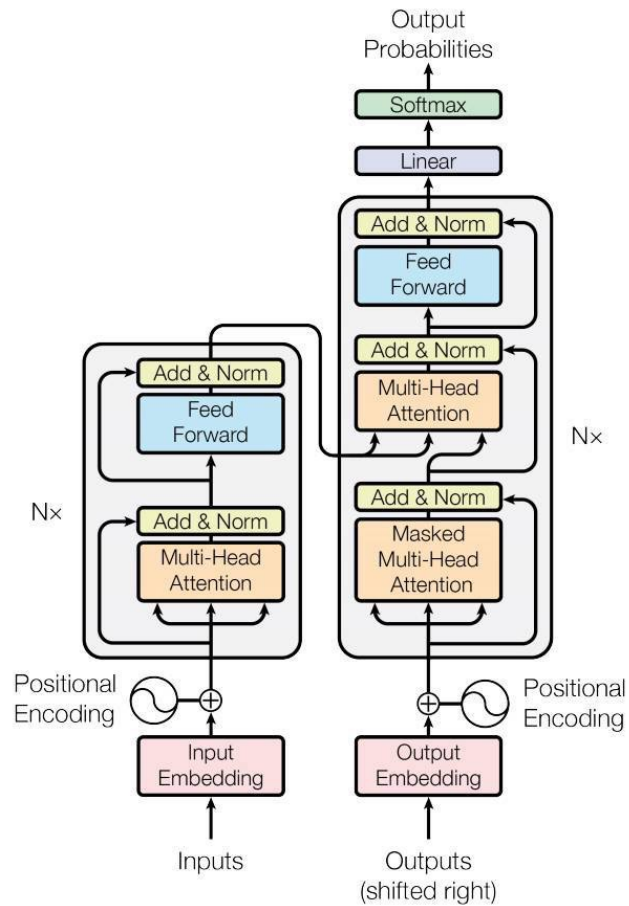 Output
Probabilities
Softmax
Linear
Add & Norm
Feed
Forward
Add & Norm
Multi-Head
Attention
Nx
Add & Norm
Masked
Multi-Head
Attention
Add & Norm
Feed
Forward
N×
Add & Norm
Multi-Head
Attention
Positional
Encoding
Input
Embedding
Inputs
Positional
Encoding
Output
Embedding
Outputs
(shifted right)